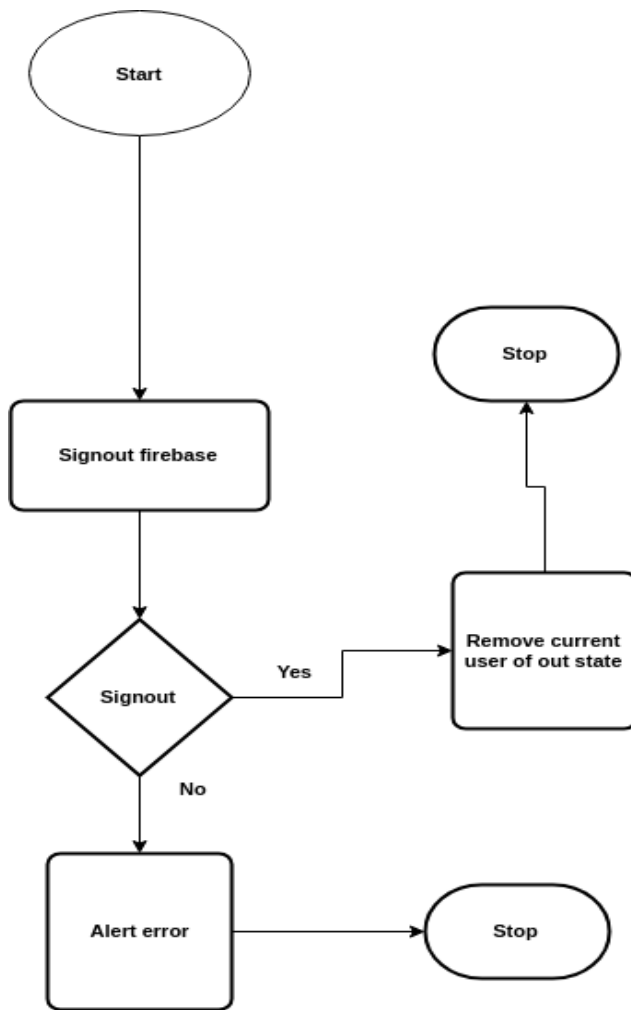 Start
Stop
Signout firebase
Remove current
user of out state
Yes
Signout
No
Alert error
Stop